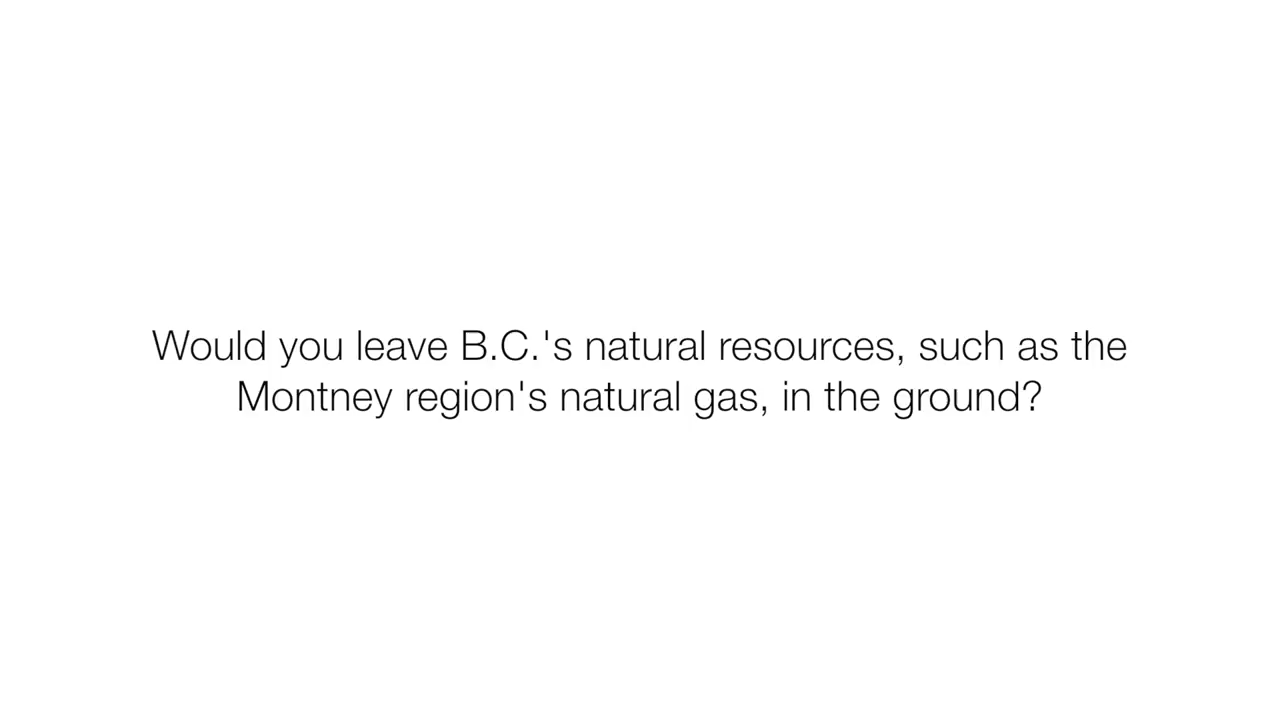 Would you leave B.C.'s natural resources, such as the
Montney region's natural gas, in the ground?